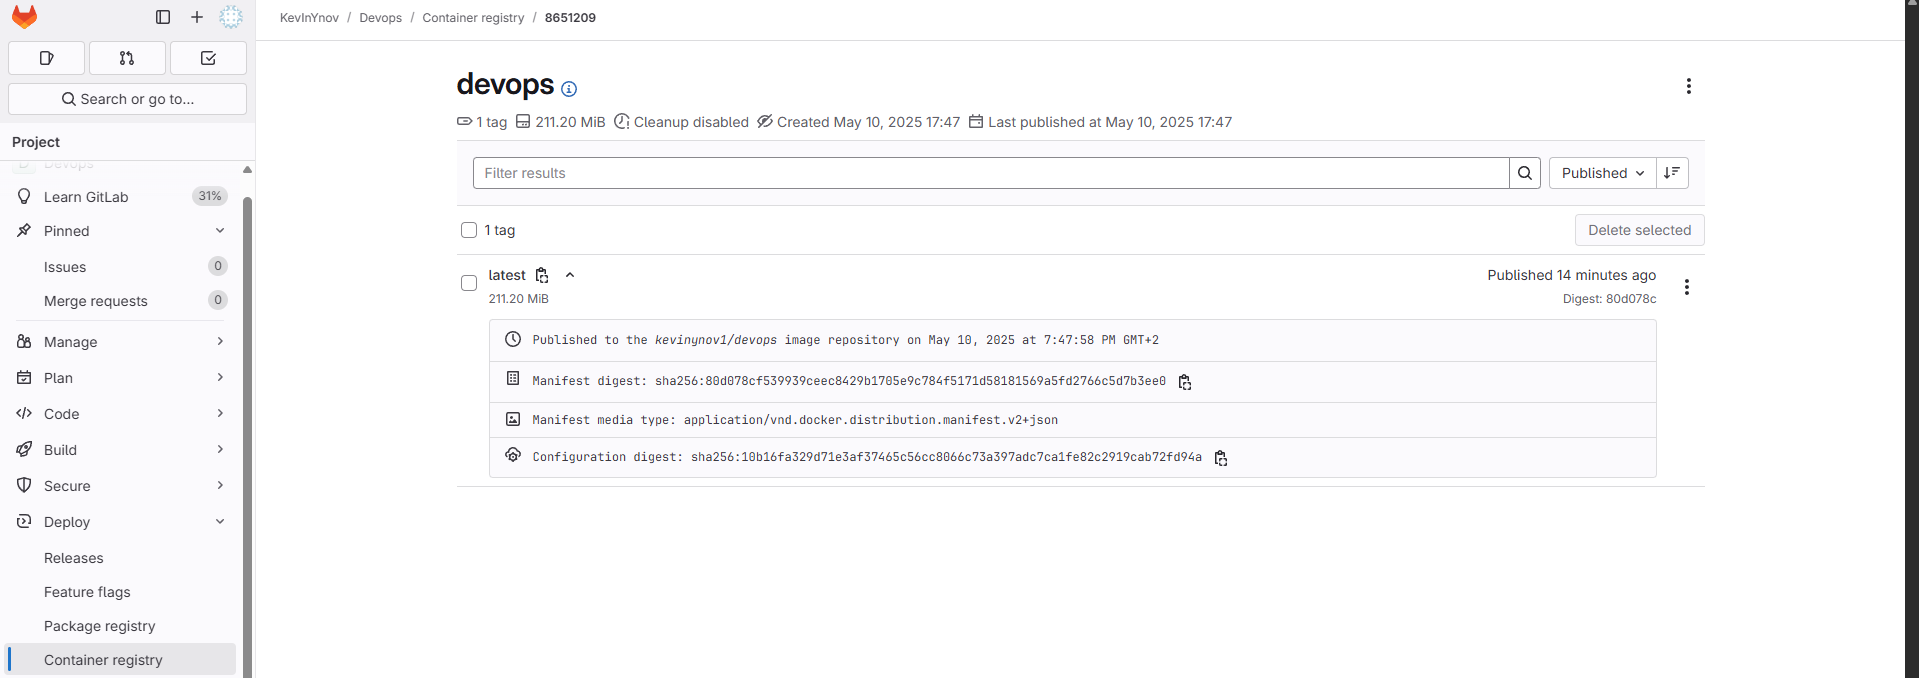 KevInYnov / Devops / Container registry / 8651209
Search or go to...
Project
Devops
Learn GitLab 31%
Pinned
Issues 0
Merge requests 0
Manage
Plan
Code
Build
Secure
Deploy
Releases
Feature flags
Package registry
Container registry
devops
1 tag 211.20 MiB Cleanup disabled Created May 10, 2025 17:47 Last published at May 10, 2025 17:47
Filter results
Published
1 tag
Delete selected
latest
Published 14 minutes ago
211.20 MiB
Digest: 80d078c
Published to the kevinynov1/devops image repository on May 10, 2025 at 7:47:58 PM GMT+2
Manifest digest: sha256:80d078cf539939ceec8429b1705e9c784f5171d58181569a5fd2766c5d7b3ee0
Manifest media type: application/vnd.docker.distribution.manifest.v2+json
Configuration digest: sha256:10b16fa329d71e3af37465c56cc8066c73a397adc7ca1fe82c2919cab72fd94a